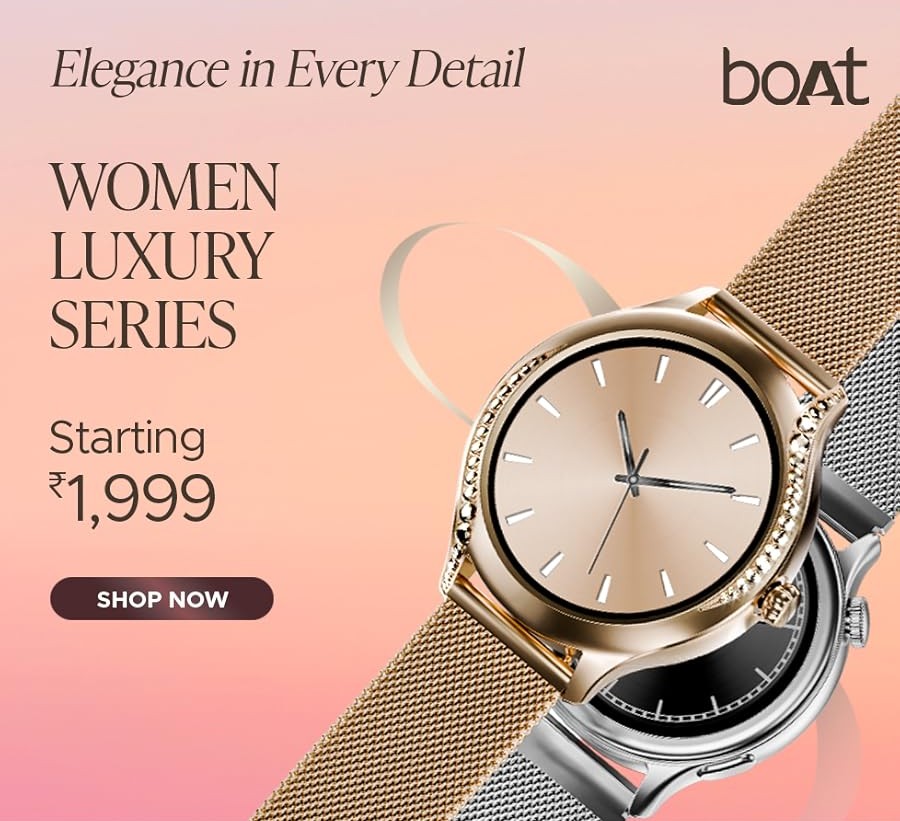 Elegance in Every Detail
boAt
WOMEN
LUXURY
SERIES
Starting
₹1,999
SHOP NOW